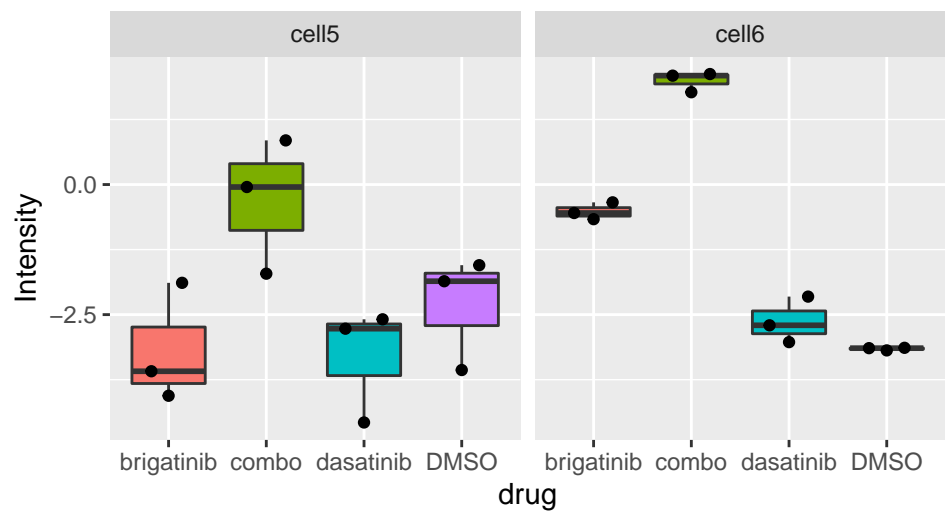 cell5 cell6
Intensity
0.0
−2.5
brigatinib combo dasatinib DMSO brigatinib combo dasatinib DMSO
drug